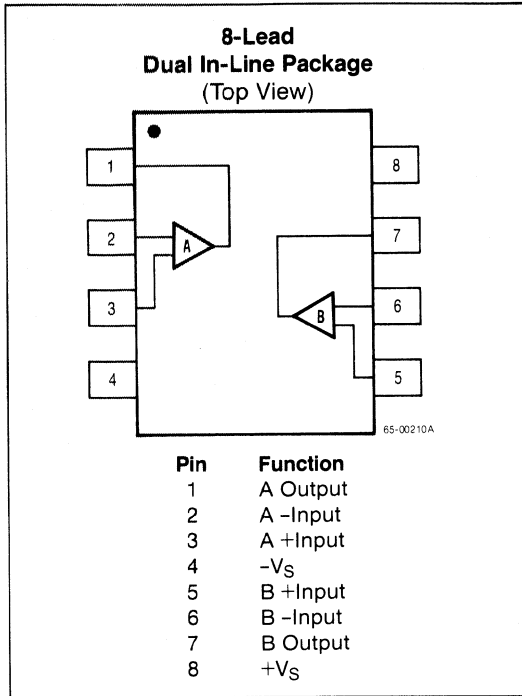 8-Lead
Dual In-Line Package
(Top View)
1
8
2
A
7
3
B
6
4
5
65-00210A
Pin Function
1 A Output
2 A –Input
3 A +Input
4 –VS
5 B +Input
6 B –Input
7 B Output
8 +VS